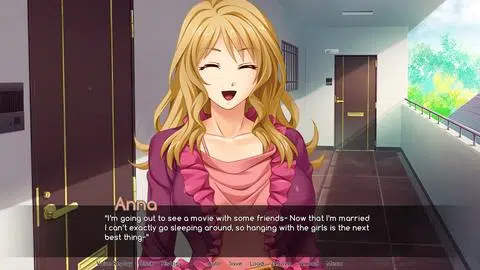 Anna
"I'm going out to see a movie with some friends~ Now that I'm married
I can't exactly go sleeping around, so hanging with the girls is the next
best thing~"